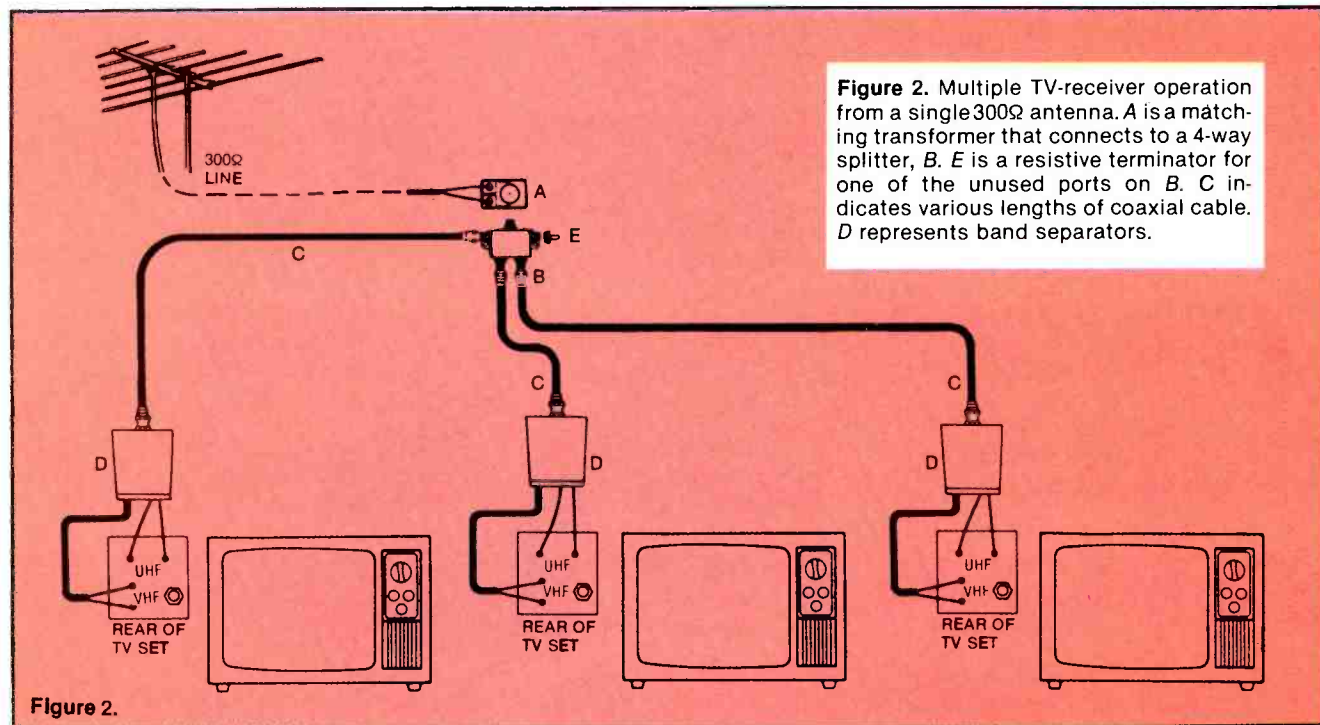 Figure 2. Multiple TV-receiver operation
from a single 300Ω antenna. A is a match-
ing transformer that connects to a 4-way
splitter, B. E is a resistive terminator for
one of the unused ports on B. C in-
dicates various lengths of coaxial cable.
D represents band separators.
300Ω
LINE
A
E
C
B
C
C
D
D
D
UHF
VHF
REAR OF
TV SET
UHF
VHF
REAR OF
TV SET
UHF
VHF
REAR OF
TV SET
Figure 2.